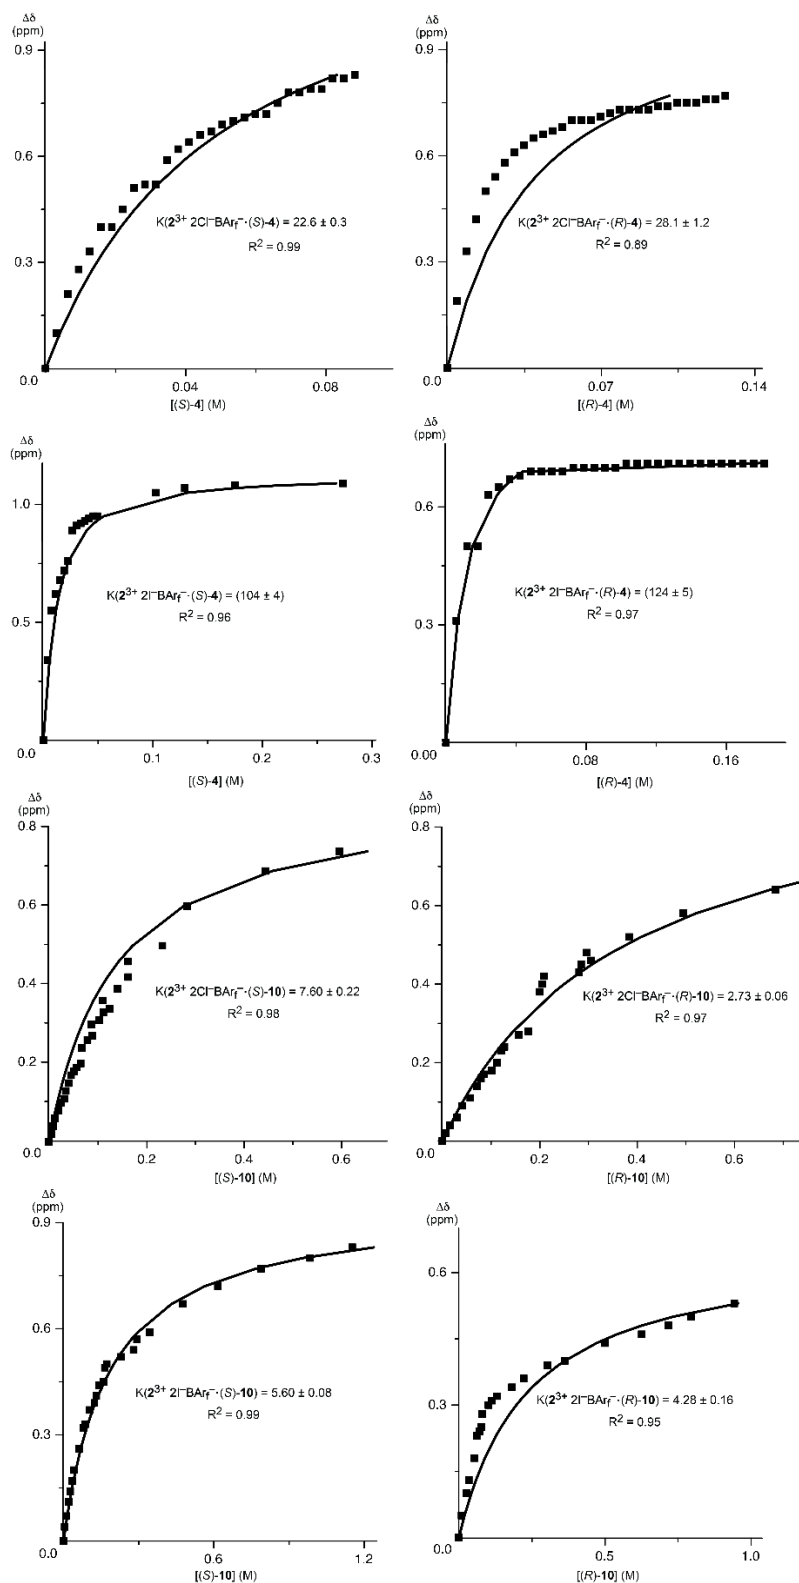 Δδ
(ppm)
0.9
0.6
0.3
0.0
K(2³⁺ 2Cl⁻BArf⁻·(S)-4) = 22.6 ± 0.3
R² = 0.99
0.04
0.08
[(S)-4] (M)
Δδ
(ppm)
0.9
0.6
0.3
0.0
K(2³⁺ 2Cl⁻BArf⁻·(R)-4) = 28.1 ± 1.2
R² = 0.89
0.07
0.14
[(R)-4] (M)
Δδ
(ppm)
1.0
0.5
0.0
K(2³⁺ 2I⁻BArf⁻·(S)-4) = (104 ± 4)
R² = 0.96
0.1
0.2
0.3
[(S)-4] (M)
Δδ
(ppm)
0.6
0.3
0.00
K(2³⁺ 2I⁻BArf⁻·(R)-4) = (124 ± 5)
R² = 0.97
0.08
0.16
[(R)-4] (M)
Δδ
(ppm)
0.8
0.6
0.4
0.2
0.0
K(2³⁺ 2Cl⁻BArf⁻·(S)-10) = 7.60 ± 0.22
R² = 0.98
0.2
0.4
0.6
[(S)-10] (M)
Δδ
(ppm)
0.8
0.6
0.4
0.2
0.0
K(2³⁺ 2Cl⁻BArf⁻·(R)-10) = 2.73 ± 0.06
R² = 0.97
0.2
0.4
0.6
[(R)-10] (M)
Δδ
(ppm)
0.9
0.6
0.3
0.0
K(2³⁺ 2I⁻BArf⁻·(S)-10) = 5.60 ± 0.08
R² = 0.99
0.6
1.2
[(S)-10] (M)
Δδ
(ppm)
0.6
0.3
0.0
K(2³⁺ 2I⁻BArf⁻·(R)-10) = 4.28 ± 0.16
R² = 0.95
0.5
1.0
[(R)-10] (M)